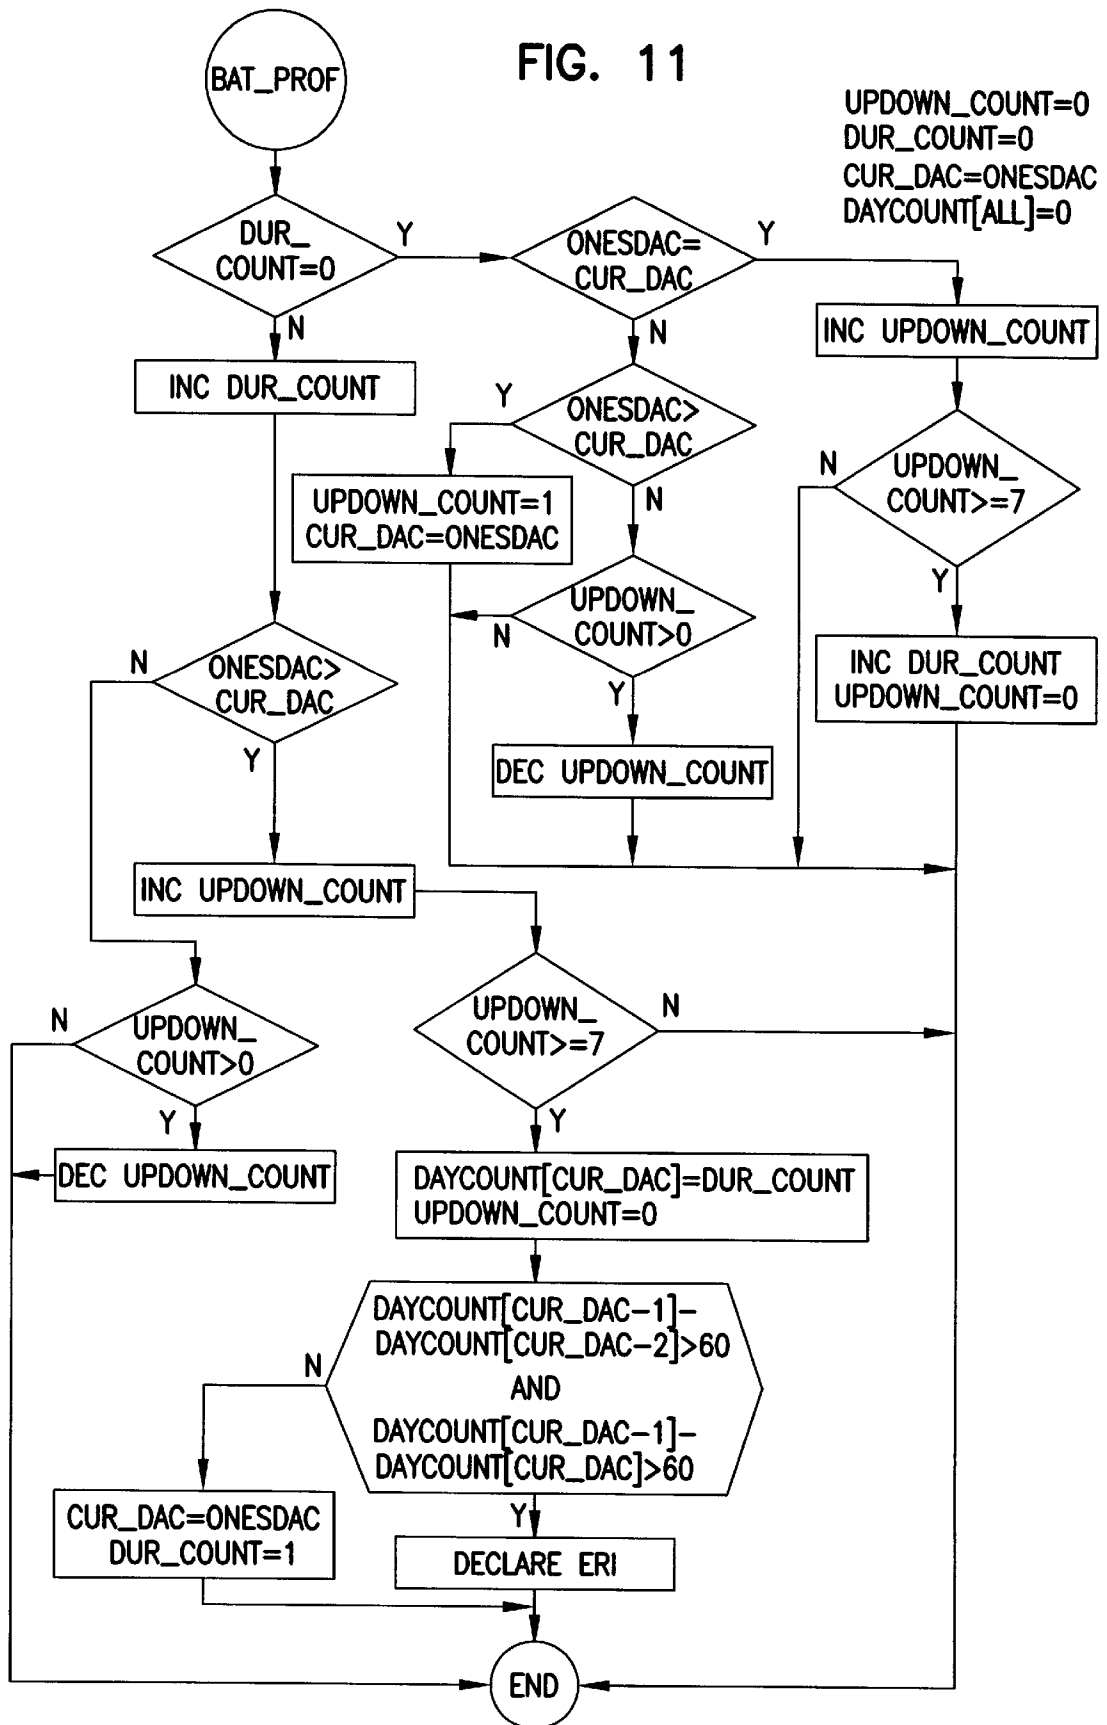 FIG. 11
BAT_PROF
UPDOWN_COUNT=0
DUR_COUNT=0
CUR_DAC=ONESDAC
DAYCOUNT[ALL]=0
DUR_
COUNT=0
Y
N
ONESDAC=
CUR_DAC
Y
N
INC UPDOWN_COUNT
INC DUR_COUNT
ONESDAC>
CUR_DAC
Y
N
UPDOWN_
COUNT>=7
N
Y
UPDOWN_COUNT=1
CUR_DAC=ONESDAC
UPDOWN_
COUNT>0
N
Y
INC DUR_COUNT
UPDOWN_COUNT=0
ONESDAC>
CUR_DAC
N
Y
DEC UPDOWN_COUNT
INC UPDOWN_COUNT
UPDOWN_
COUNT>=7
N
Y
UPDOWN_
COUNT>0
N
Y
DEC UPDOWN_COUNT
DAYCOUNT[CUR_DAC]=DUR_COUNT
UPDOWN_COUNT=0
DAYCOUNT[CUR_DAC-1]-
DAYCOUNT[CUR_DAC-2]>60
AND
DAYCOUNT[CUR_DAC-1]-
DAYCOUNT[CUR_DAC]>60
N
Y
CUR_DAC=ONESDAC
DUR_COUNT=1
DECLARE ERI
END